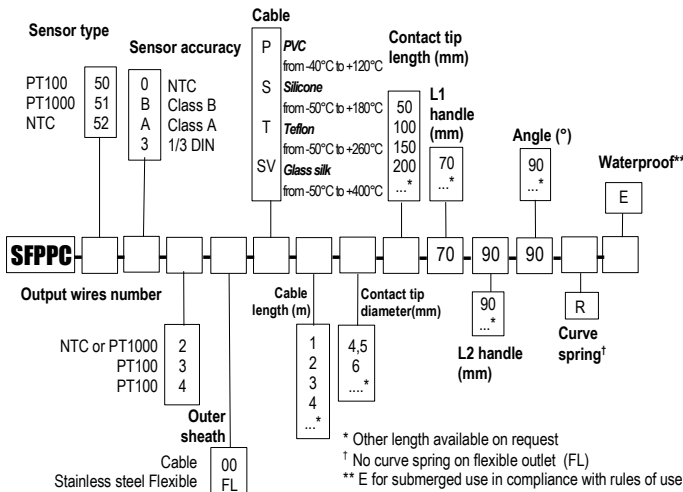 Cable
Sensor type
Sensor accuracy
Contact tip
length (mm)
L1
handle
(mm)
Angle (°)
Waterproof**
PT100 50
PT1000 51
NTC 52
0 NTC
B Class B
A Class A
3 1/3 DIN
P PVC
from -40°C to +120°C
S Silicone
from -50°C to +180°C
T Teflon
from -50°C to +260°C
SV Glass silk
from -50°C to +400°C
50
100
150
200
...*
70
...*
90
...*
E
SFPPC - - - - - - - - - 70 - 90 - 90 - -
Output wires number
NTC or PT1000 2
PT100 3
PT100 4
Outer
sheath
Cable 00
Stainless steel Flexible FL
Cable
length (m)
1
2
3
4
...*
Contact tip
diameter(mm)
4,5
6
....*
90
...*
L2 handle
(mm)
R
Curve
spring†
* Other length available on request
† No curve spring on flexible outlet (FL)
** E for submerged use in compliance with rules of use